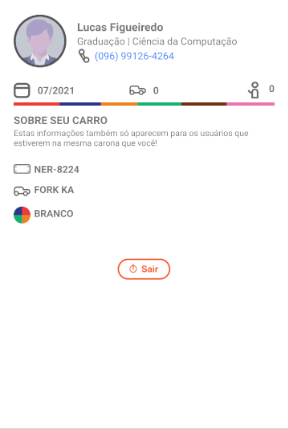 Lucas Figueiredo
Graduação | Ciência da Computação
(096) 99126-4264
07/2021 0 0
SOBRE SEU CARRO
Estas informações também só aparecem para os usuários que
estiverem na mesma carona que você!
NER-8224
FORK KA
BRANCO
Sair